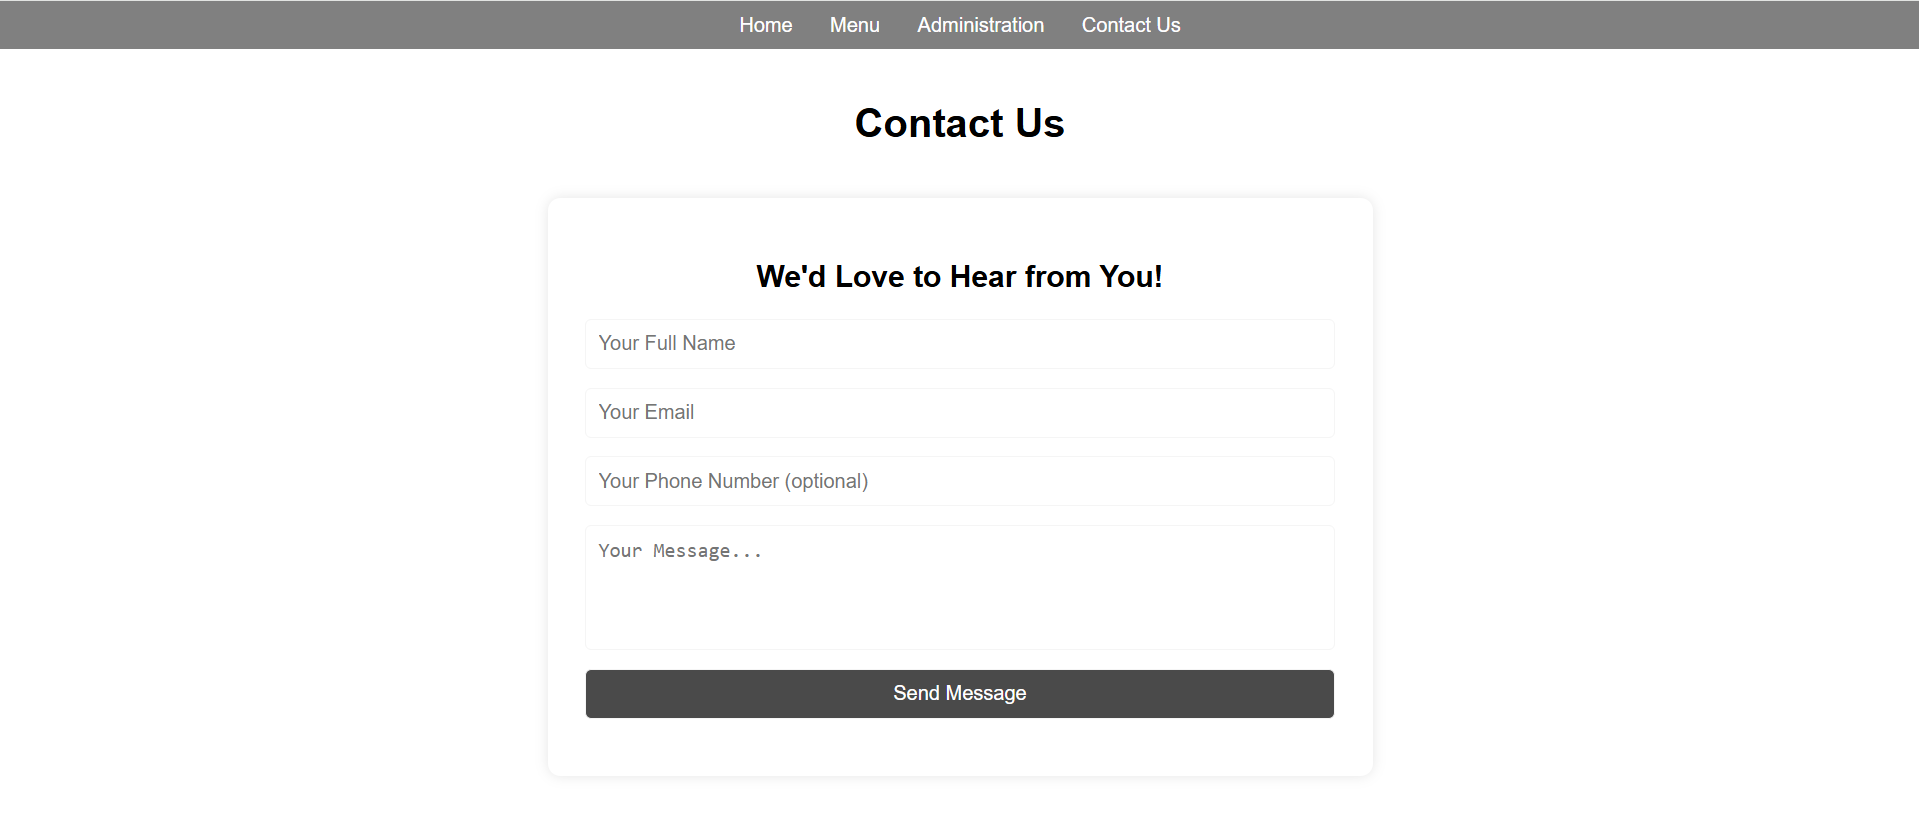 Home Menu Administration Contact Us
Contact Us
We'd Love to Hear from You!
Your Full Name
Your Email
Your Phone Number (optional)
Your Message...
Send Message